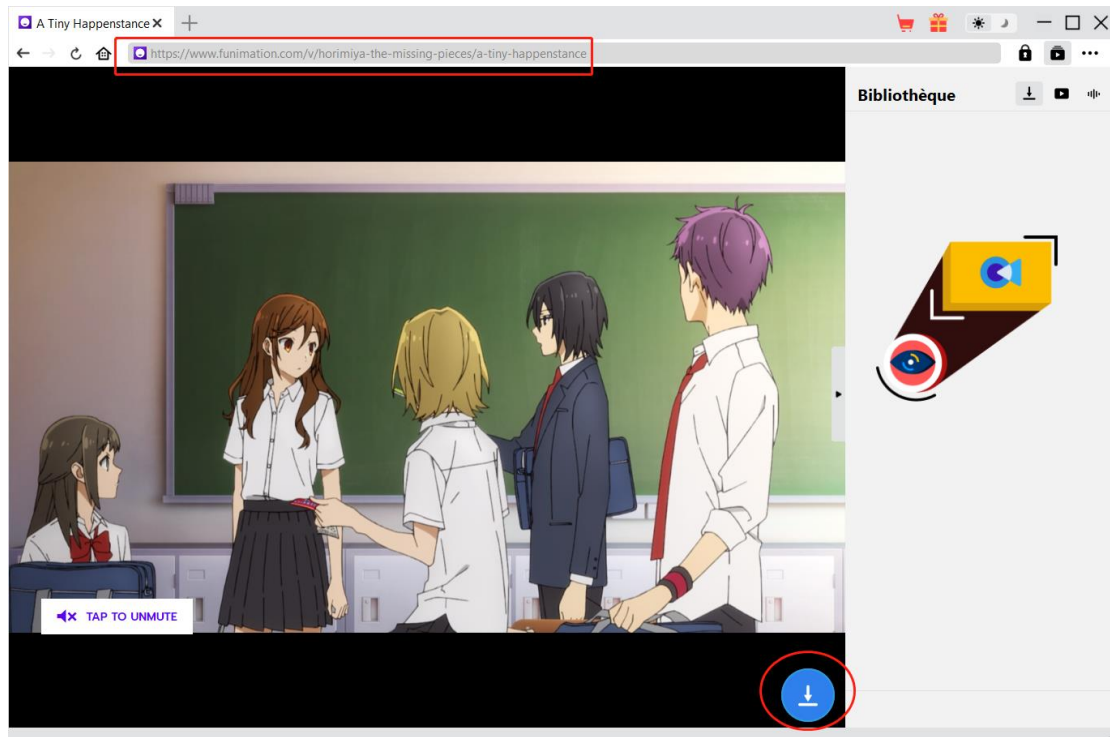 A Tiny Happenstance
https://www.funimation.com/v/horimiya-the-missing-pieces/a-tiny-happenstance
Bibliothèque
TAP TO UNMUTE